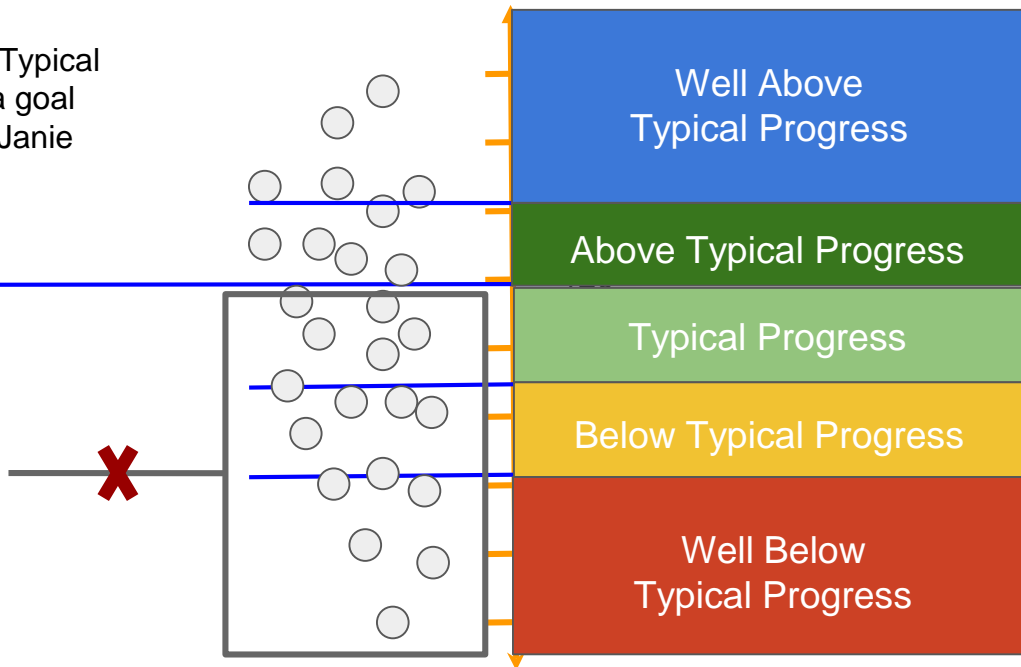 Typical
a goal
Janie
Well Above
Typical Progress
Above Typical Progress
Typical Progress
Below Typical Progress
Well Below
Typical Progress